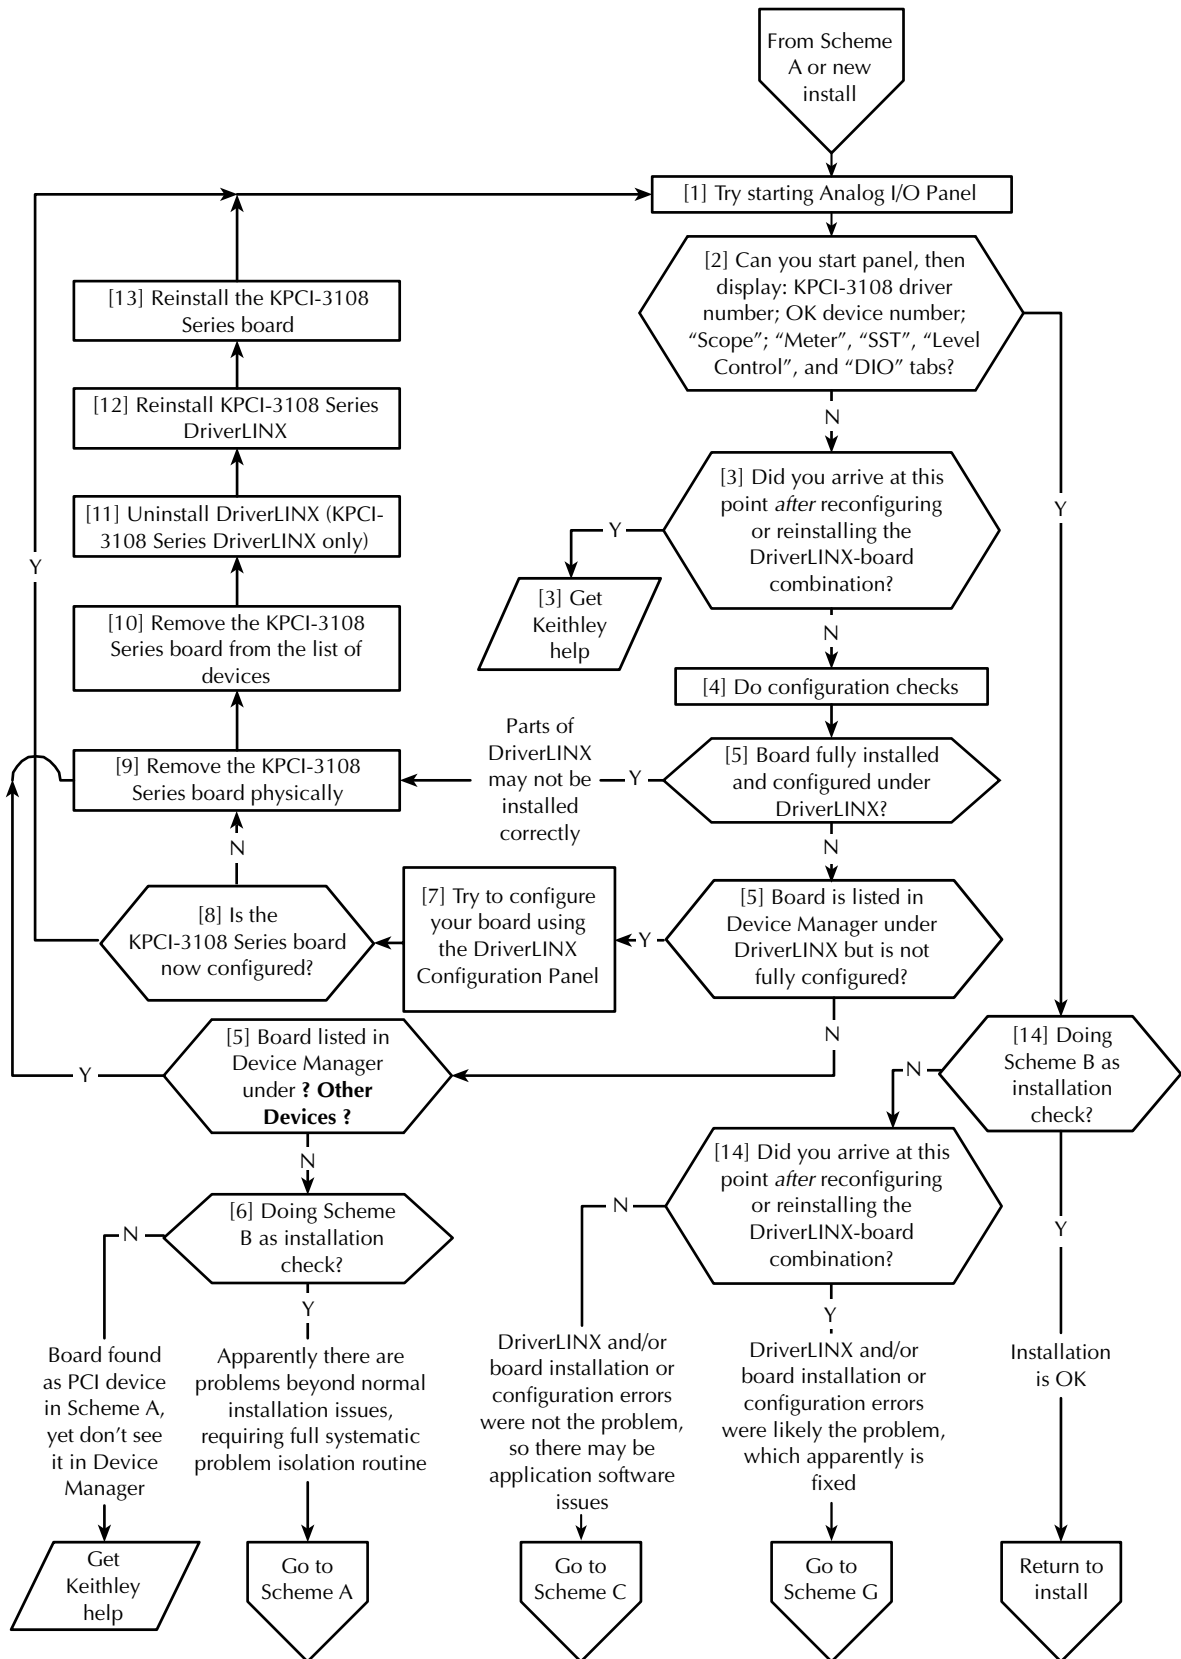 From Scheme
A or new
install
[1] Try starting Analog I/O Panel
[2] Can you start panel, then
display: KPCI-3108 driver
number; OK device number;
“Scope”; “Meter”, “SST”, “Level
Control”, and “DIO” tabs?
N
Y
[3] Did you arrive at this
point after reconfiguring
or reinstalling the
DriverLINX-board
combination?
Y
[3] Get
Keithley
help
N
[4] Do configuration checks
[5] Board fully installed
and configured under
DriverLINX?
Y
Parts of
DriverLINX
may not be
installed
correctly
N
[5] Board is listed in
Device Manager under
DriverLINX but is not
fully configured?
Y
N
[7] Try to configure
your board using
the DriverLINX
Configuration Panel
[8] Is the
KPCI-3108 Series board
now configured?
N
Y
[9] Remove the KPCI-3108
Series board physically
[10] Remove the KPCI-3108
Series board from the list of
devices
[11] Uninstall DriverLINX (KPCI-
3108 Series DriverLINX only)
[12] Reinstall KPCI-3108 Series
DriverLINX
[13] Reinstall the KPCI-3108
Series board
[5] Board listed in
Device Manager
under ? Other
Devices ?
Y
N
[6] Doing Scheme
B as installation
check?
N
Board found
as PCI device
in Scheme A,
yet don’t see
it in Device
Manager
Get
Keithley
help
Y
Apparently there are
problems beyond normal
installation issues,
requiring full systematic
problem isolation routine
Go to
Scheme A
[14] Doing
Scheme B as
installation
check?
N
[14] Did you arrive at this
point after reconfiguring
or reinstalling the
DriverLINX-board
combination?
N
DriverLINX and/or
board installation or
configuration errors
were not the problem,
so there may be
application software
issues
Go to
Scheme C
Y
DriverLINX and/or
board installation or
configuration errors
were likely the problem,
which apparently is
fixed
Go to
Scheme G
Y
Installation
is OK
Return to
install